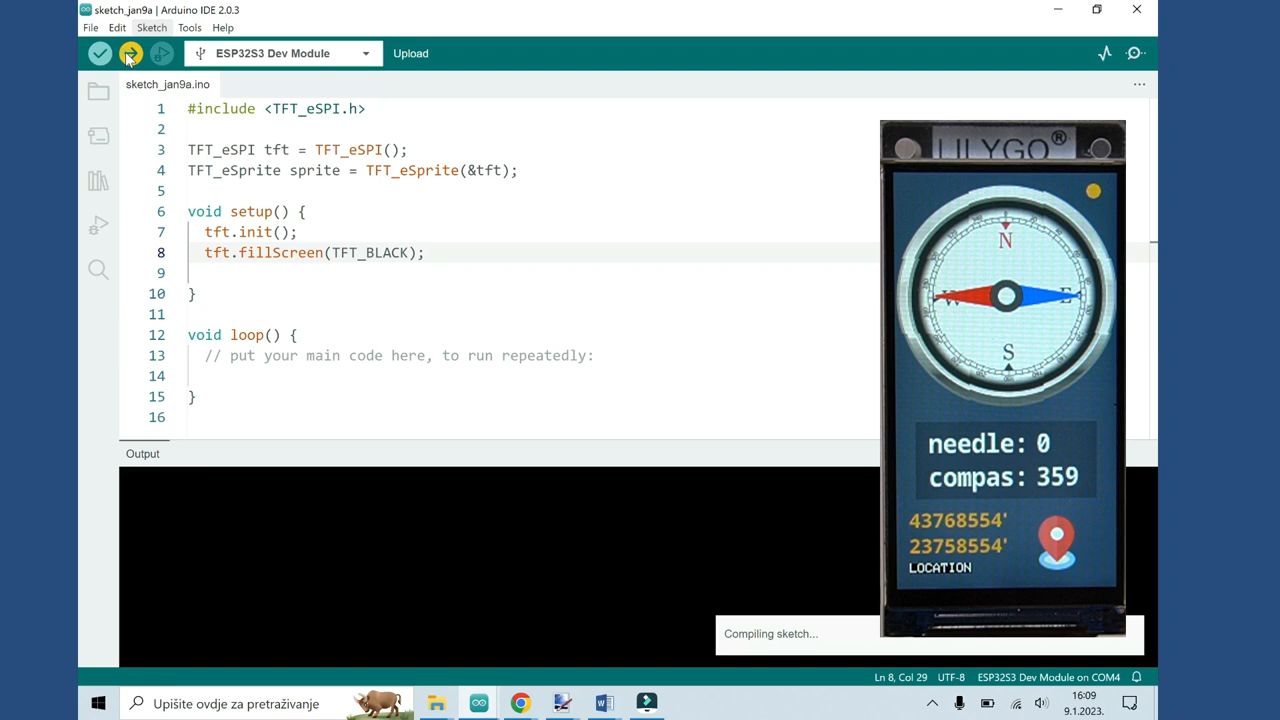 sketch_jan9a | Arduino IDE 2.0.3
File Edit Sketch Tools Help
ESP32S3 Dev Module
Upload
sketch_jan9a.ino
1 #include <TFT_eSPI.h>
2
3 TFT_eSPI tft = TFT_eSPI();
4 TFT_eSprite sprite = TFT_eSprite(&tft);
5
6 void setup() {
7 tft.init();
8 tft.fillScreen(TFT_BLACK);
9
10 }
11
12 void loop() {
13 // put your main code here, to run repeatedly:
14
15 }
16
Output
LILYGO®
N
W E
S
needle: 0
compas: 359
43768554'
23758554'
LOCATION
Compiling sketch...
Ln 8, Col 29 UTF-8 ESP32S3 Dev Module on COM4
Upišite ovdje za pretraživanje
16:09
9.1.2023.